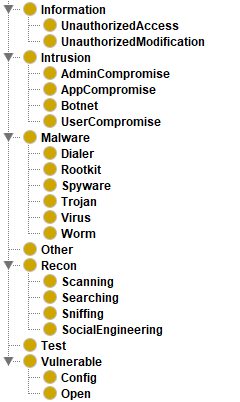 Information
UnauthorizedAccess
UnauthorizedModification
Intrusion
AdminCompromise
AppCompromise
Botnet
UserCompromise
Malware
Dialer
Rootkit
Spyware
Trojan
Virus
Worm
Other
Recon
Scanning
Searching
Sniffing
SocialEngineering
Test
Vulnerable
Config
Open